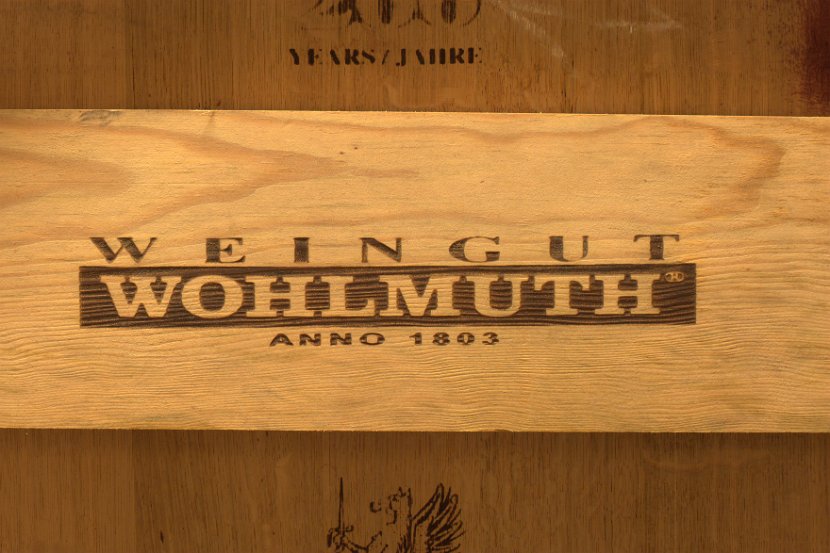 YEARS/JAHRE
WEINGUT
WOHLMUTH
ANNO 1803